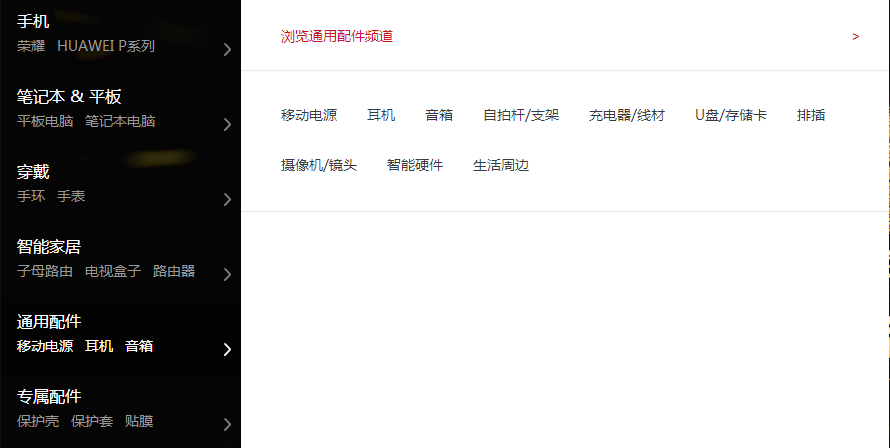 手机
荣耀 HUAWEI P系列
笔记本 & 平板
平板电脑 笔记本电脑
穿戴
手环 手表
智能家居
子母路由 电视盒子 路由器
通用配件
移动电源 耳机 音箱
专属配件
保护壳 保护套 贴膜
浏览通用配件频道 >
移动电源 耳机 音箱 自拍杆/支架 充电器/线材 U盘/存储卡 排插
摄像机/镜头 智能硬件 生活周边